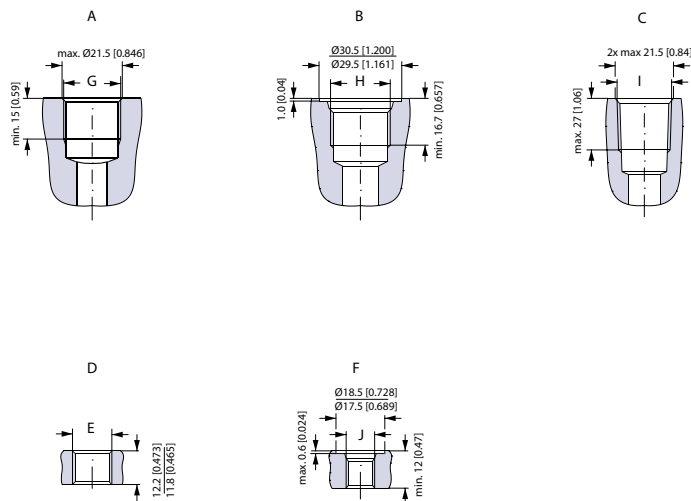 A
max. Ø21.5 [0.846]
G
min. 15 [0.59]
B
Ø30.5 [1.200]
Ø29.5 [1.161]
H
1.0 [0.04]
min. 16.7 [0.657]
C
2x max 21.5 [0.84]
I
max. 27 [1.06]
D
E
12.2 [0.473]
11.8 [0.465]
F
Ø18.5 [0.728]
Ø17.5 [0.689]
J
max. 0.6 [0.024]
min. 12 [0.47]